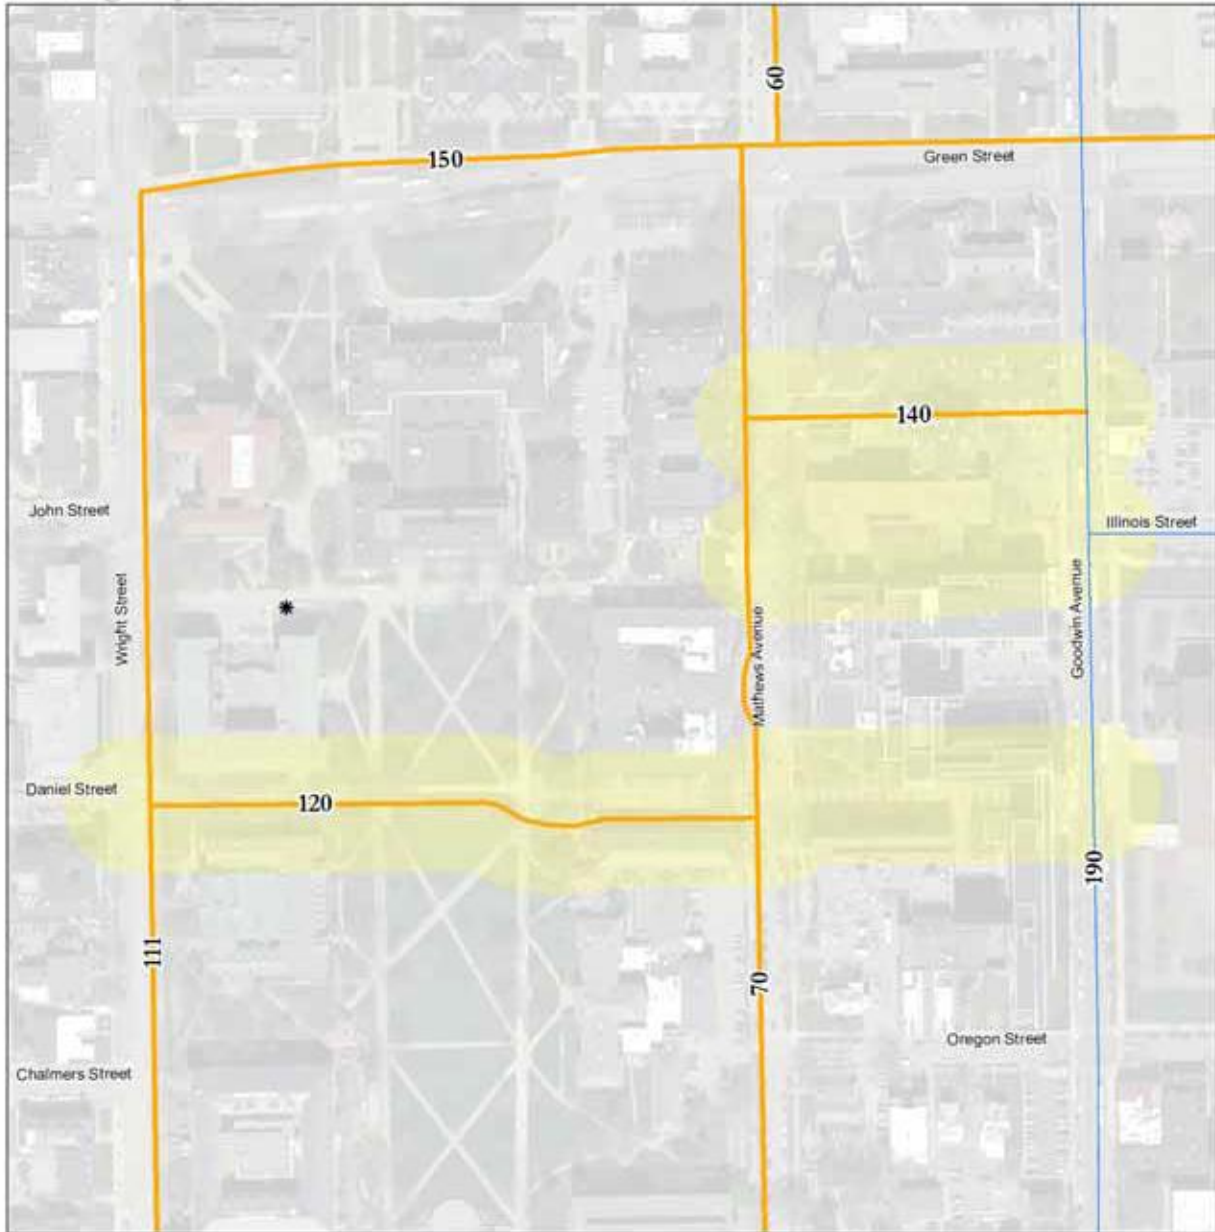 60
150
Green Street
140
John Street
Illinois Street
Wright Street
Mathews Avenue
Goodwin Avenue
Daniel Street
120
190
111
70
Oregon Street
Chalmers Street